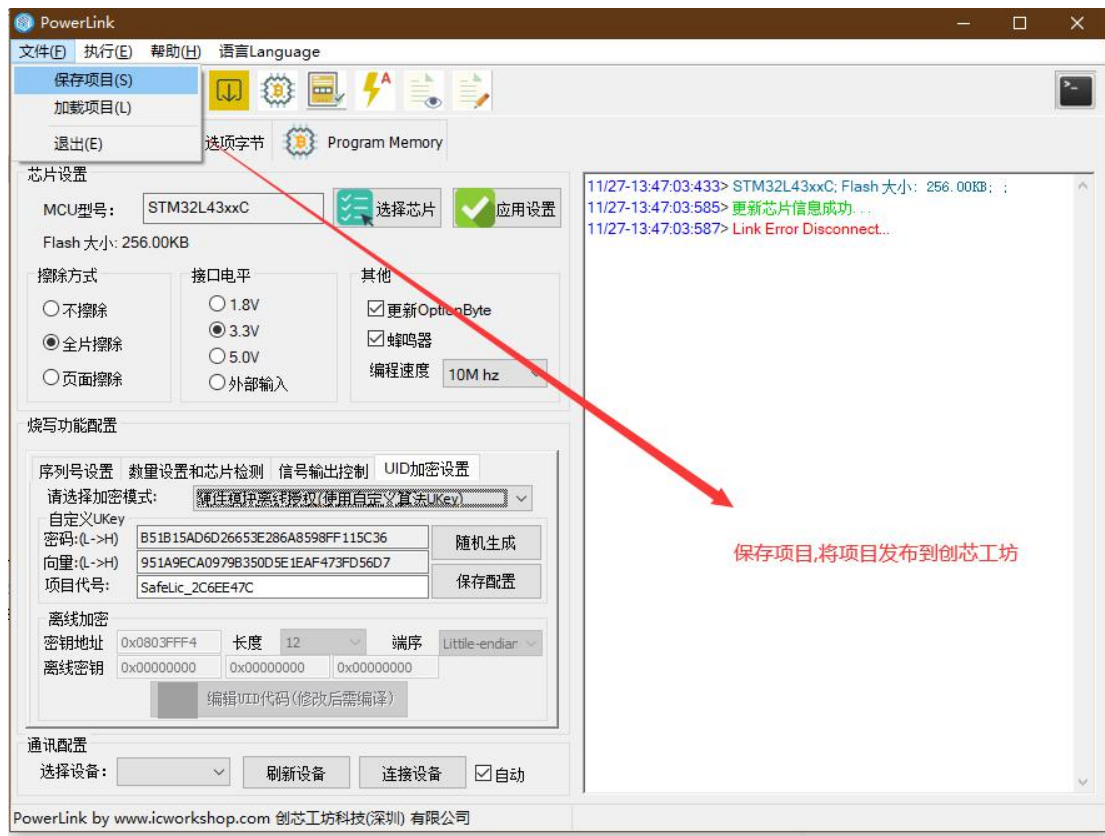 PowerLink
文件(F) 执行(E) 帮助(H) 语言Language
保存项目(S)
加载项目(L)
退出(E)
选项字节 Program Memory
芯片设置
MCU型号: STM32L43xxC 选择芯片 应用设置
Flash 大小: 256.00KB
擦除方式 接口电平 其他
不擦除 1.8V 更新OptionByte
全片擦除 3.3V 蜂鸣器
页面擦除 5.0V 编程速度 10M hz
外部输入
烧写功能配置
序列号设置 数量设置和芯片检测 信号输出控制 UID加密设置
请选择加密模式: 硬件模块离线授权(使用自定义算法UKey)
自定义UKey
密码:(L->H) B51B15AD6D26653E286A8598FF115C36 随机生成
向量:(L->H) 951A9ECA0979B350D5E1EAF473FD56D7
项目代号: SafeLic_2C6EE47C 保存配置
离线加密
密钥地址 0x0803FFF4 长度 12 端序 Littile-endiar
离线密钥 0x00000000 0x00000000 0x00000000
编辑UID代码(修改后需编译)
通讯配置
选择设备: 刷新设备 连接设备 自动
PowerLink by www.icworkshop.com 创芯工坊科技(深圳) 有限公司
11/27-13:47:03:433> STM32L43xxC; Flash 大小: 256.00KB; ;
11/27-13:47:03:585> 更新芯片信息成功...
11/27-13:47:03:587> Link Error Disconnect...
保存项目,将项目发布到创芯工坊